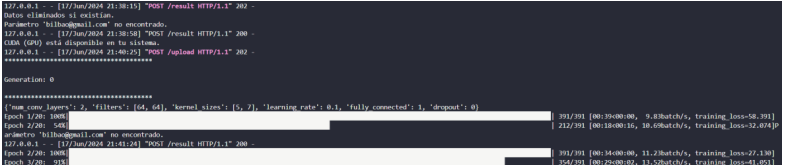 127.0.0.1 - - [17/Jun/2024 21:38:15] "POST /result HTTP/1.1" 202 -
Datos eliminados si existían.
Parámetro 'bilbao@gmail.com' no encontrado.
127.0.0.1 - - [17/Jun/2024 21:38:58] "POST /result HTTP/1.1" 200 -
CUDA (GPU) está disponible en tu sistema.
127.0.0.1 - - [17/Jun/2024 21:40:25] "POST /upload HTTP/1.1" 202 -
**************************************
Generation: 0
**************************************
{'num_conv_layers': 2, 'filters': [64, 64], 'kernel_sizes': [5, 7], 'learning_rate': 0.1, 'fully_connected': 1, 'dropout': 0}
Epoch 1/20: 100%| | 391/391 [00:39<00:00, 9.83batch/s, training_loss=58.391]
Epoch 2/20: 54%| | 212/391 [00:18<00:16, 10.69batch/s, training_loss=32.074]P
arámetro 'bilbao@gmail.com' no encontrado.
127.0.0.1 - - [17/Jun/2024 21:41:24] "POST /result HTTP/1.1" 200 -
Epoch 2/20: 100%| | 391/391 [00:34<00:00, 11.23batch/s, training_loss=27.130]
Epoch 3/20: 91%| | 354/391 [00:29<00:02, 13.52batch/s, training_loss=41.051]